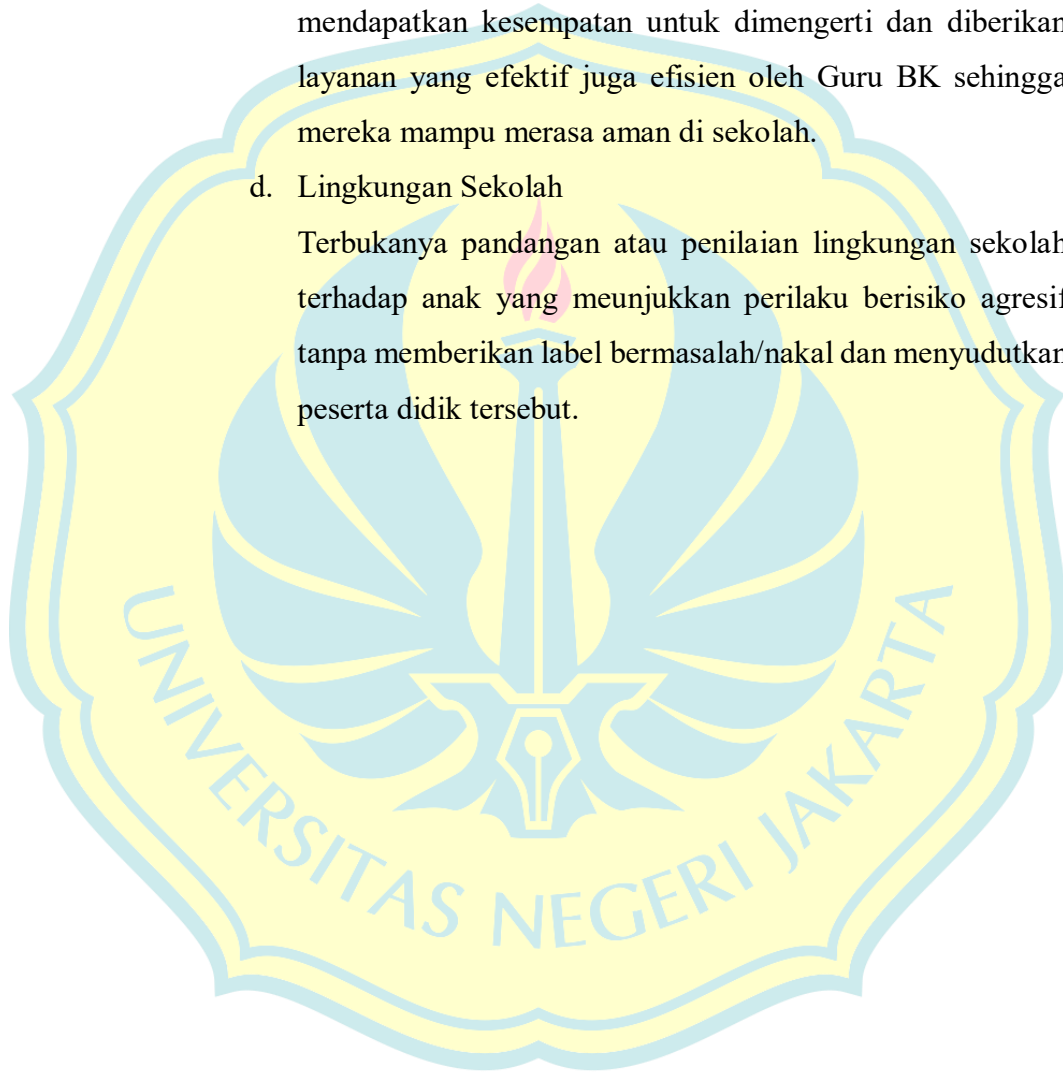 mendapatkan kesempatan untuk dimengerti dan diberikan
layanan yang efektif juga efisien oleh Guru BK sehingga
mereka mampu merasa aman di sekolah.
d. Lingkungan Sekolah
Terbukanya pandangan atau penilaian lingkungan sekolah
terhadap anak yang meunjukkan perilaku berisiko agresif
tanpa memberikan label bermasalah/nakal dan menyudutkan
peserta didik tersebut.
UNIVERSITAS NEGERI JAKARTA